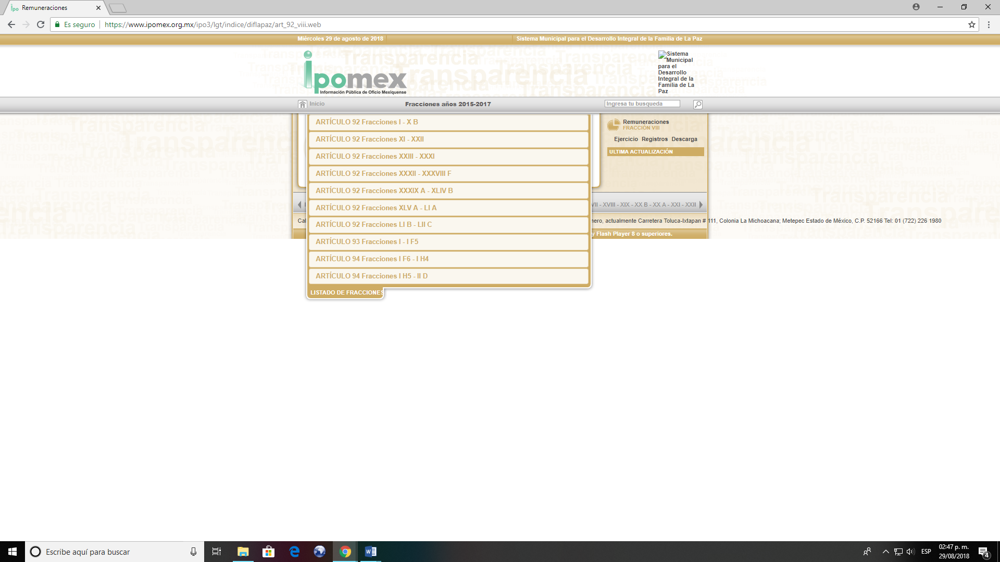 Remuneraciones
Es seguro
https://www.ipomex.org.mx/ipo3/lgt/indice/diflapaz/art_92_viii.web
Miércoles 29 de agosto de 2018
Sistema Municipal para el Desarrollo Integral de la Familia de La Paz
ipomex
Información Pública de Oficio Mexiquense
Sistema
Municipal
para el
Desarrollo
Integral de la
Familia de La
Paz
Inicio
Fracciones años 2015-2017
Ingresa tu busqueda
ARTÍCULO 92 Fracciones I - X B
ARTÍCULO 92 Fracciones XI - XXII
ARTÍCULO 92 Fracciones XXIII - XXXI
ARTÍCULO 92 Fracciones XXXII - XXXVIII F
ARTÍCULO 92 Fracciones XXXIX A - XLIV B
ARTÍCULO 92 Fracciones XLV A - LI A
ARTÍCULO 92 Fracciones LI B - LII C
ARTÍCULO 93 Fracciones I - I F5
ARTÍCULO 94 Fracciones I F6 - I H4
ARTÍCULO 94 Fracciones I H5 - II D
LISTADO DE FRACCIONES
Remuneraciones
FRACCIÓN VIII
Ejercicio Registros Descarga
ULTIMA ACTUALIZACIÓN
VII - XVIII - XIX - XX B - XX A - XXI - XXII
nero, actualmente Carretera Toluca-Ixtapan # 111, Colonia La Michoacana; Metepec Estado de México, C.P. 52166 Tel: 01 (722) 226 1980
y Flash Player 8 o superiores.
Transparencia
Escribe aquí para buscar
ESP
02:47 p. m.
29/08/2018
4